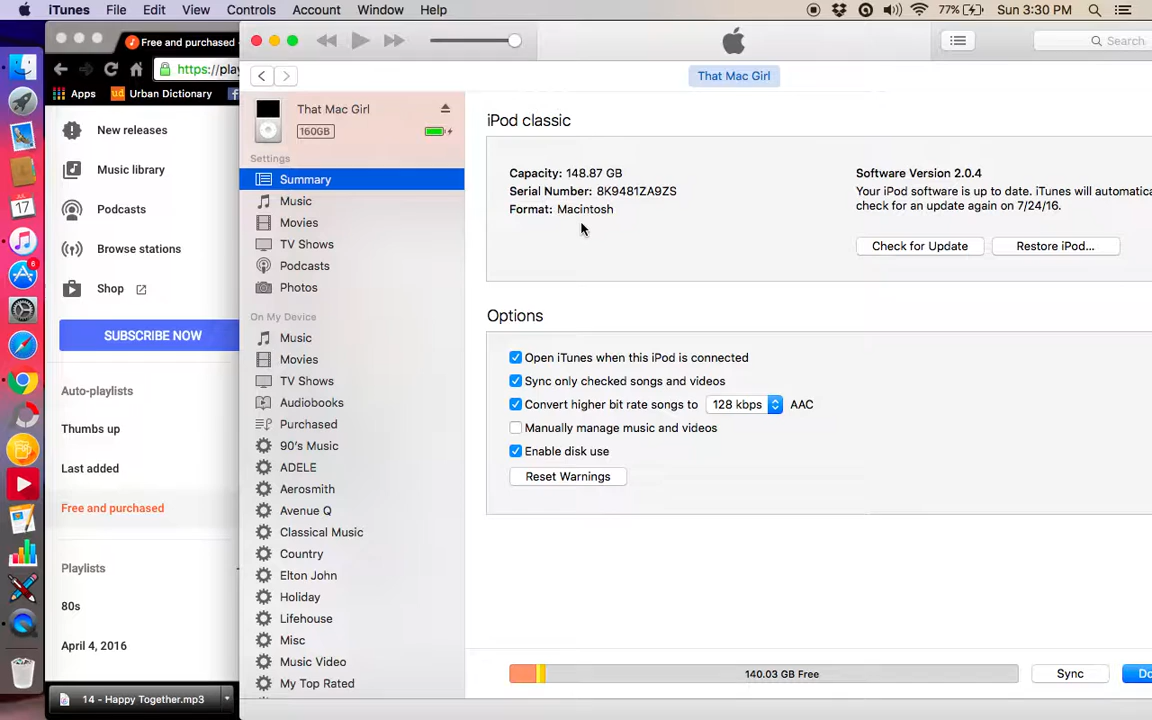 iTunes File Edit View Controls Account Window Help 77% Sun 3:30 PM
Free and purchased
https://play
Apps Urban Dictionary
New releases
Music library
Podcasts
Browse stations
Shop
SUBSCRIBE NOW
Auto-playlists
Thumbs up
Last added
Free and purchased
Playlists
80s
April 4, 2016
14 - Happy Together.mp3
17
6
Search
That Mac Girl
That Mac Girl
160GB
Settings
Summary
Music
Movies
TV Shows
Podcasts
Photos
On My Device
Music
Movies
TV Shows
Audiobooks
Purchased
90's Music
ADELE
Aerosmith
Avenue Q
Classical Music
Country
Elton John
Holiday
Lifehouse
Misc
Music Video
My Top Rated
iPod classic
Capacity: 148.87 GB
Serial Number: 8K9481ZA9ZS
Format: Macintosh
Software Version 2.0.4
Your iPod software is up to date. iTunes will automatica
check for an update again on 7/24/16.
Check for Update Restore iPod...
Options
Open iTunes when this iPod is connected
Sync only checked songs and videos
Convert higher bit rate songs to 128 kbps AAC
Manually manage music and videos
Enable disk use
Reset Warnings
140.03 GB Free
Sync
Do